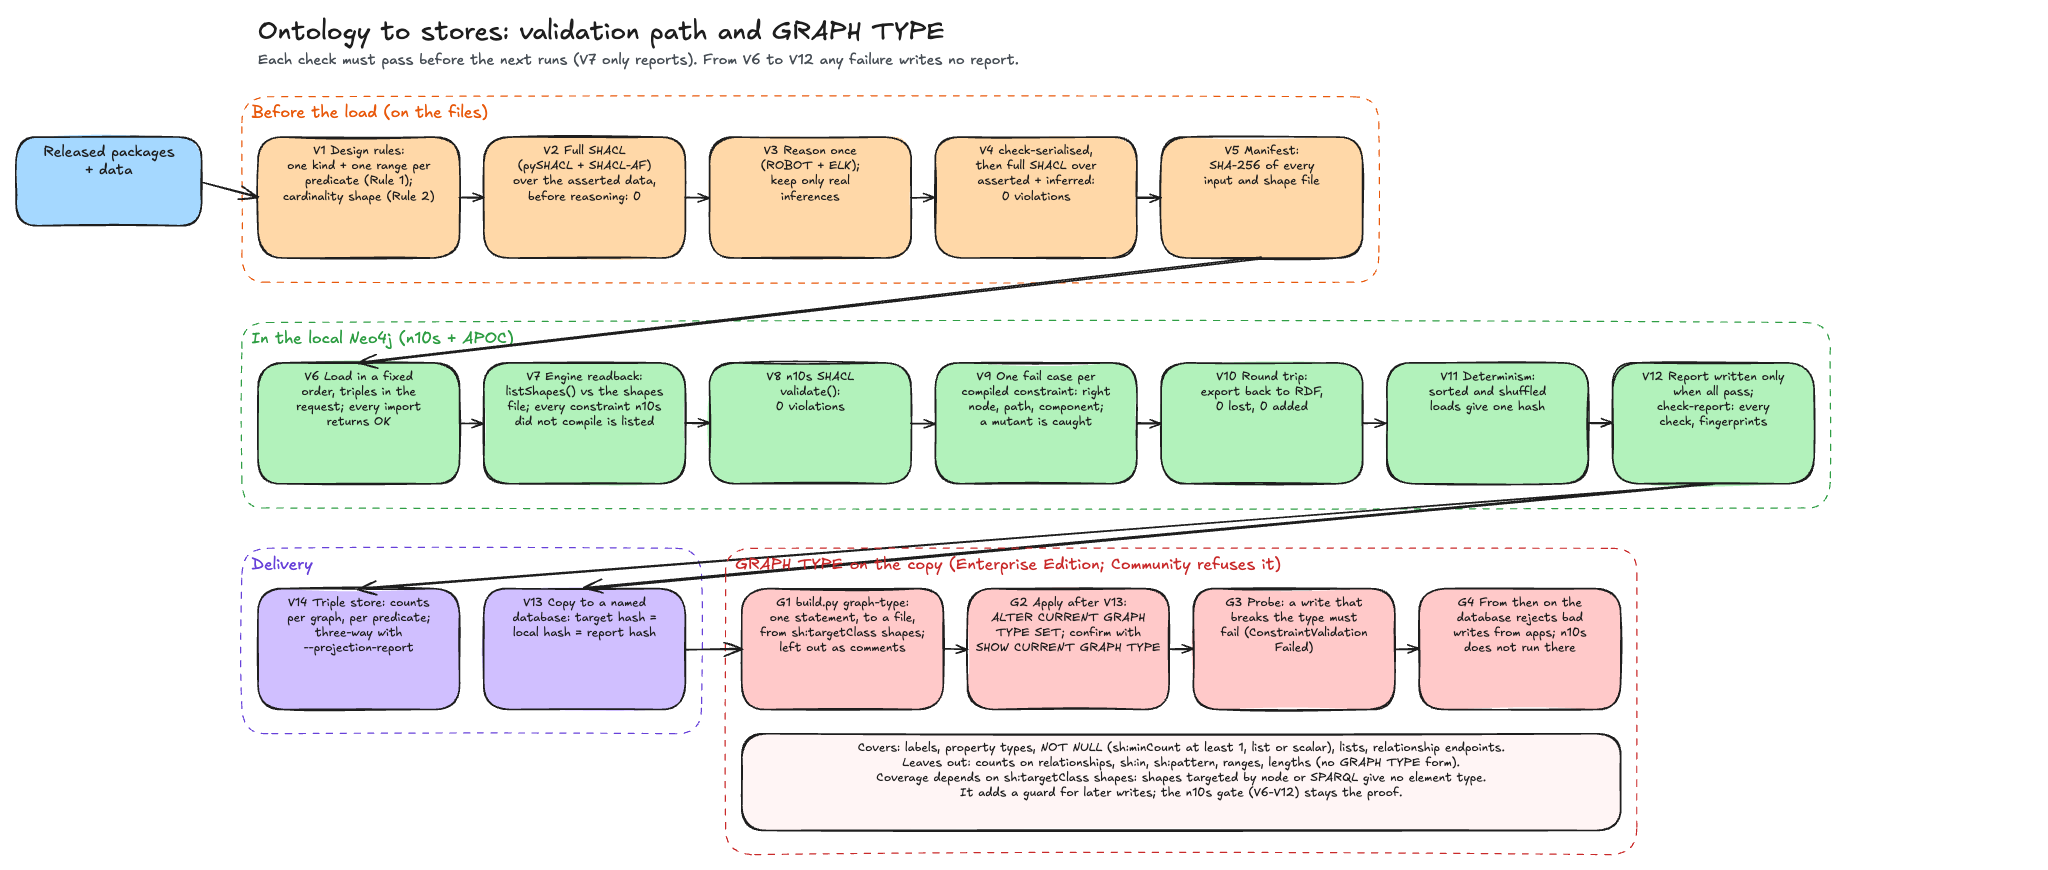 Ontology to stores: validation path and GRAPH TYPE
Each check must pass before the next runs (V7 only reports). From V6 to V12 any failure writes no report.
Before the load (on the files)
Released packages
+ data
V1 Design rules:
one kind + one range per
predicate (Rule 1);
cardinality shape (Rule 2)
V2 Full SHACL
(pySHACL + SHACL-AF)
over the asserted data,
before reasoning: 0
V3 Reason once
(ROBOT + ELK);
keep only real
inferences
V4 check-serialised,
then full SHACL over
asserted + inferred:
0 violations
V5 Manifest:
SHA-256 of every
input and shape file
In the local Neo4j (n10s + APOC)
V6 Load in a fixed
order, triples in the
request; every import
returns OK
V7 Engine readback:
listShapes() vs the shapes
file; every constraint n10s
did not compile is listed
V8 n10s SHACL
validate():
0 violations
V9 One fail case per
compiled constraint: right
node, path, component;
a mutant is caught
V10 Round trip:
export back to RDF,
0 lost, 0 added
V11 Determinism:
sorted and shuffled
loads give one hash
V12 Report written only
when all pass;
check-report: every
check, fingerprints
Delivery
V14 Triple store: counts
per graph, per predicate;
three-way with
--projection-report
V13 Copy to a named
database: target hash =
local hash = report hash
GRAPH TYPE on the copy (Enterprise Edition; Community refuses it)
G1 build.py graph-type:
one statement, to a file,
from sh:targetClass shapes;
left out as comments
G2 Apply after V13:
ALTER CURRENT GRAPH
TYPE SET; confirm with
SHOW CURRENT GRAPH TYPE
G3 Probe: a write that
breaks the type must
fail (ConstraintValidation
Failed)
G4 From then on the
database rejects bad
writes from apps; n10s
does not run there
Covers: labels, property types, NOT NULL (sh:minCount at least 1, list or scalar), lists, relationship endpoints.
Leaves out: counts on relationships, sh:in, sh:pattern, ranges, lengths (no GRAPH TYPE form).
Coverage depends on sh:targetClass shapes: shapes targeted by node or SPARQL give no element type.
It adds a guard for later writes; the n10s gate (V6-V12) stays the proof.